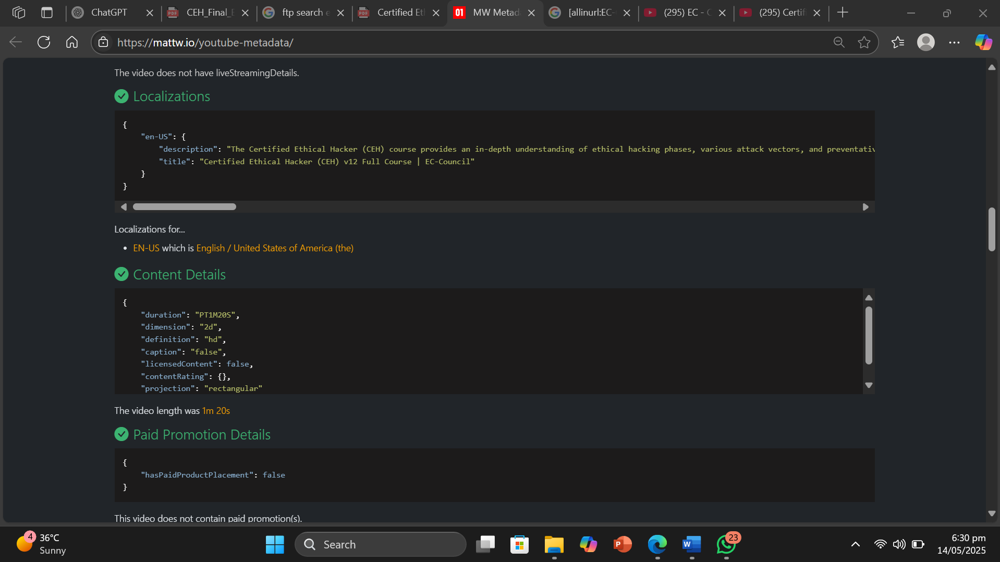 ChatGPT
CEH_Final_E
ftp search e
Certified Et
01 MW Metad
[allinurl:EC-
(295) EC - C
(295) Certif
https://mattw.io/youtube-metadata/
The video does not have liveStreamingDetails.
Localizations
{
"en-US": {
"description": "The Certified Ethical Hacker (CEH) course provides an in-depth understanding of ethical hacking phases, various attack vectors, and preventativ
"title": "Certified Ethical Hacker (CEH) v12 Full Course | EC-Council"
}
}
Localizations for...
• EN-US which is English / United States of America (the)
Content Details
{
"duration": "PT1M20S",
"dimension": "2d",
"definition": "hd",
"caption": "false",
"licensedContent": false,
"contentRating": {},
"projection": "rectangular"
The video length was 1m 20s
Paid Promotion Details
{
"hasPaidProductPlacement": false
}
This video does not contain paid promotion(s).
4
36°C
Sunny
Search
23
6:30 pm
14/05/2025